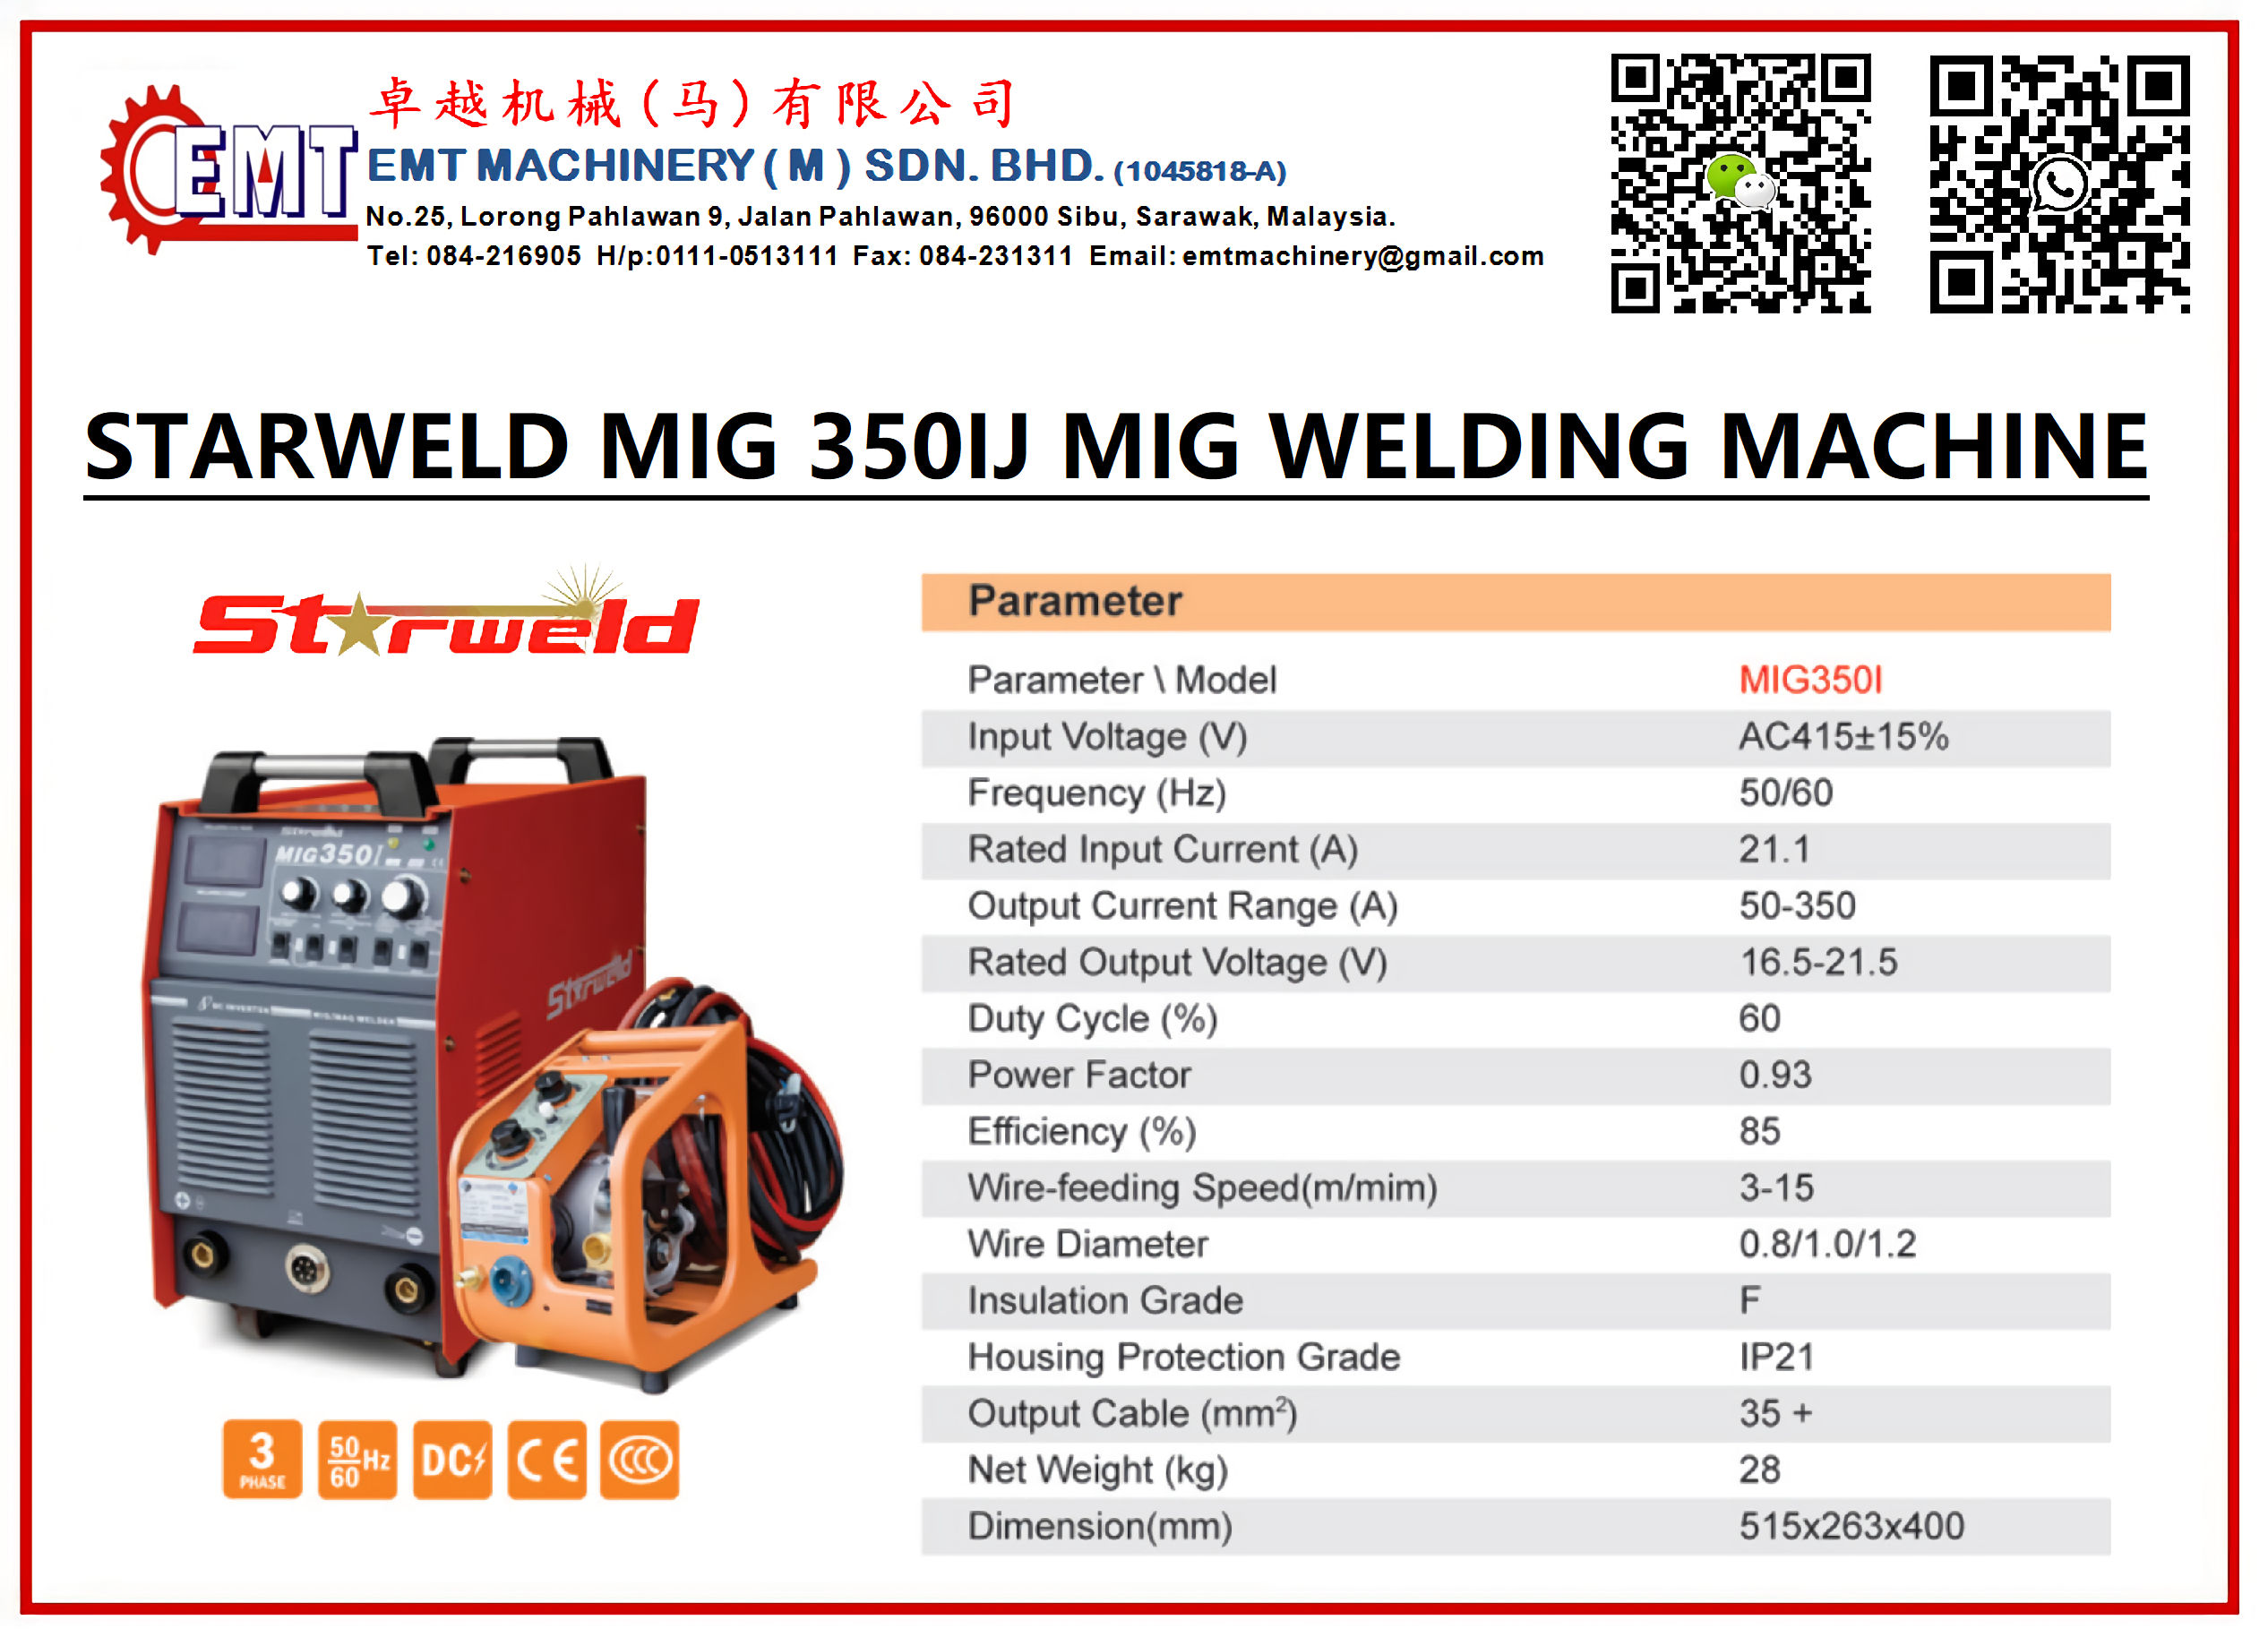 卓越机械(马)有限公司
EMT
EMT MACHINERY ( M ) SDN. BHD. (1045818-A)
No.25, Lorong Pahlawan 9, Jalan Pahlawan, 96000 Sibu, Sarawak, Malaysia.
Tel: 084-216905 H/p:0111-0513111 Fax: 084-231311 Email: emtmachinery@gmail.com
STARWELD MIG 350IJ MIG WELDING MACHINE
Starweld
Starweld
MIG350I
Starweld
MIG/MAG WELDER
3
PHASE
50
60
Hz
DC
CE
CCC
Parameter
Parameter \ Model MIG350I
Input Voltage (V) AC415±15%
Frequency (Hz) 50/60
Rated Input Current (A) 21.1
Output Current Range (A) 50-350
Rated Output Voltage (V) 16.5-21.5
Duty Cycle (%) 60
Power Factor 0.93
Efficiency (%) 85
Wire-feeding Speed(m/mim) 3-15
Wire Diameter 0.8/1.0/1.2
Insulation Grade F
Housing Protection Grade IP21
Output Cable (mm²) 35 +
Net Weight (kg) 28
Dimension(mm) 515x263x400